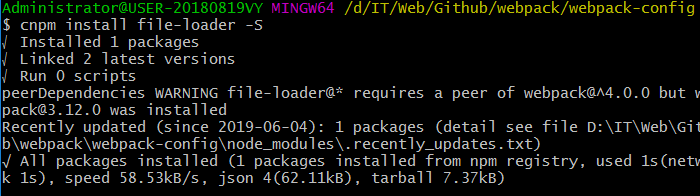 Administrator@USER-20180819VY MINGW64 /d/IT/Web/Github/webpack/webpack-config
$ cnpm install file-loader -S
√ Installed 1 packages
√ Linked 2 latest versions
√ Run 0 scripts
peerDependencies WARNING file-loader@* requires a peer of webpack@^4.0.0 but w
pack@3.12.0 was installed
Recently updated (since 2019-06-04): 1 packages (detail see file D:\IT\Web\Git
b\webpack\webpack-config\node_modules\.recently_updates.txt)
√ All packages installed (1 packages installed from npm registry, used 1s(netw
k 1s), speed 58.53kB/s, json 4(62.11kB), tarball 7.37kB)